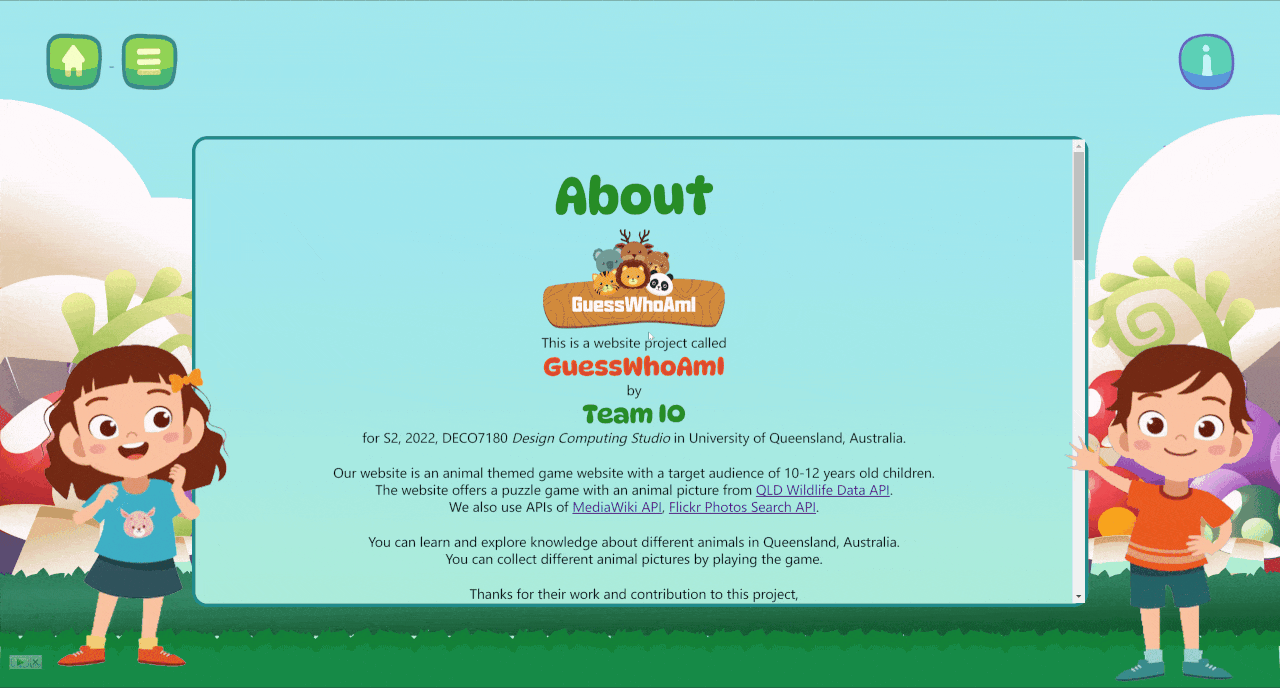 About
GuessWhoAmI
This is a website project called
GuessWhoAmI
by
Team 10
for S2, 2022, DECO7180 Design Computing Studio in University of Queensland, Australia.
Our website is an animal themed game website with a target audience of 10-12 years old children.
The website offers a puzzle game with an animal picture from QLD Wildlife Data API.
We also use APIs of MediaWiki API, Flickr Photos Search API.
You can learn and explore knowledge about different animals in Queensland, Australia.
You can collect different animal pictures by playing the game.
Thanks for their work and contribution to this project,